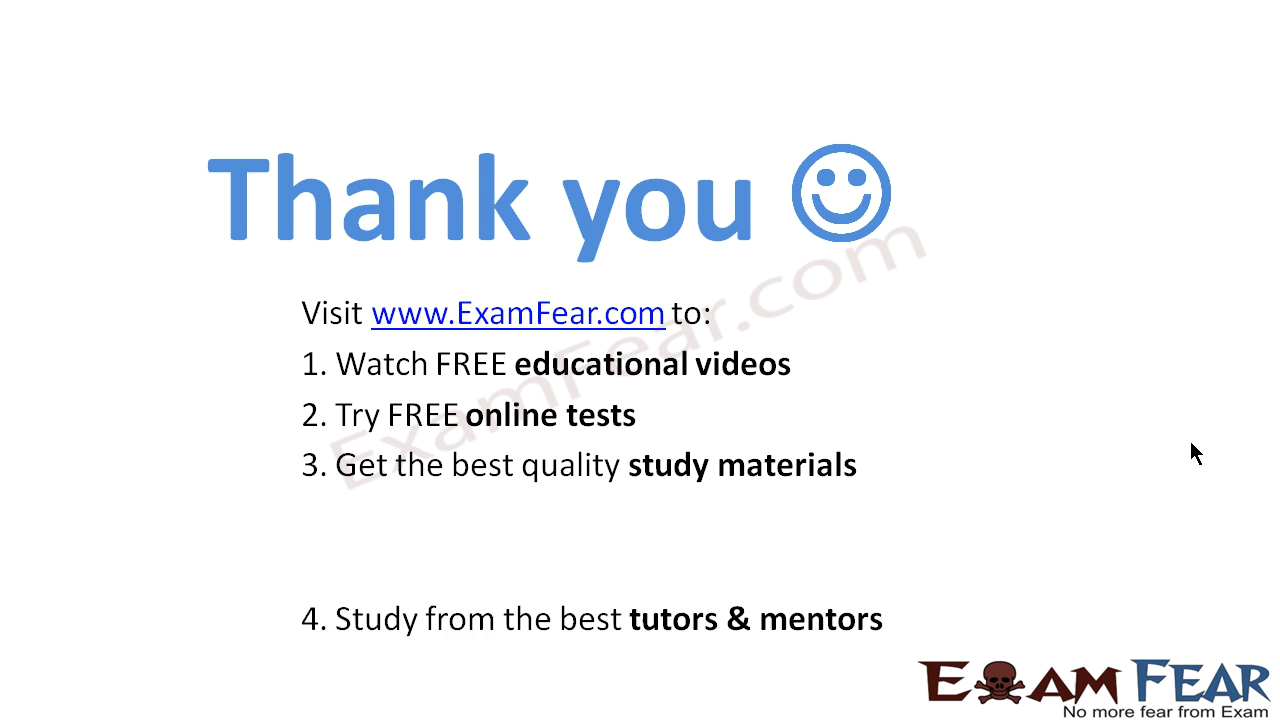 Thank you
Visit www.ExamFear.com to:
1. Watch FREE educational videos
2. Try FREE online tests
3. Get the best quality study materials
4. Study from the best tutors & mentors
ExamFear.com
EXAM FEAR
No more fear from Exam